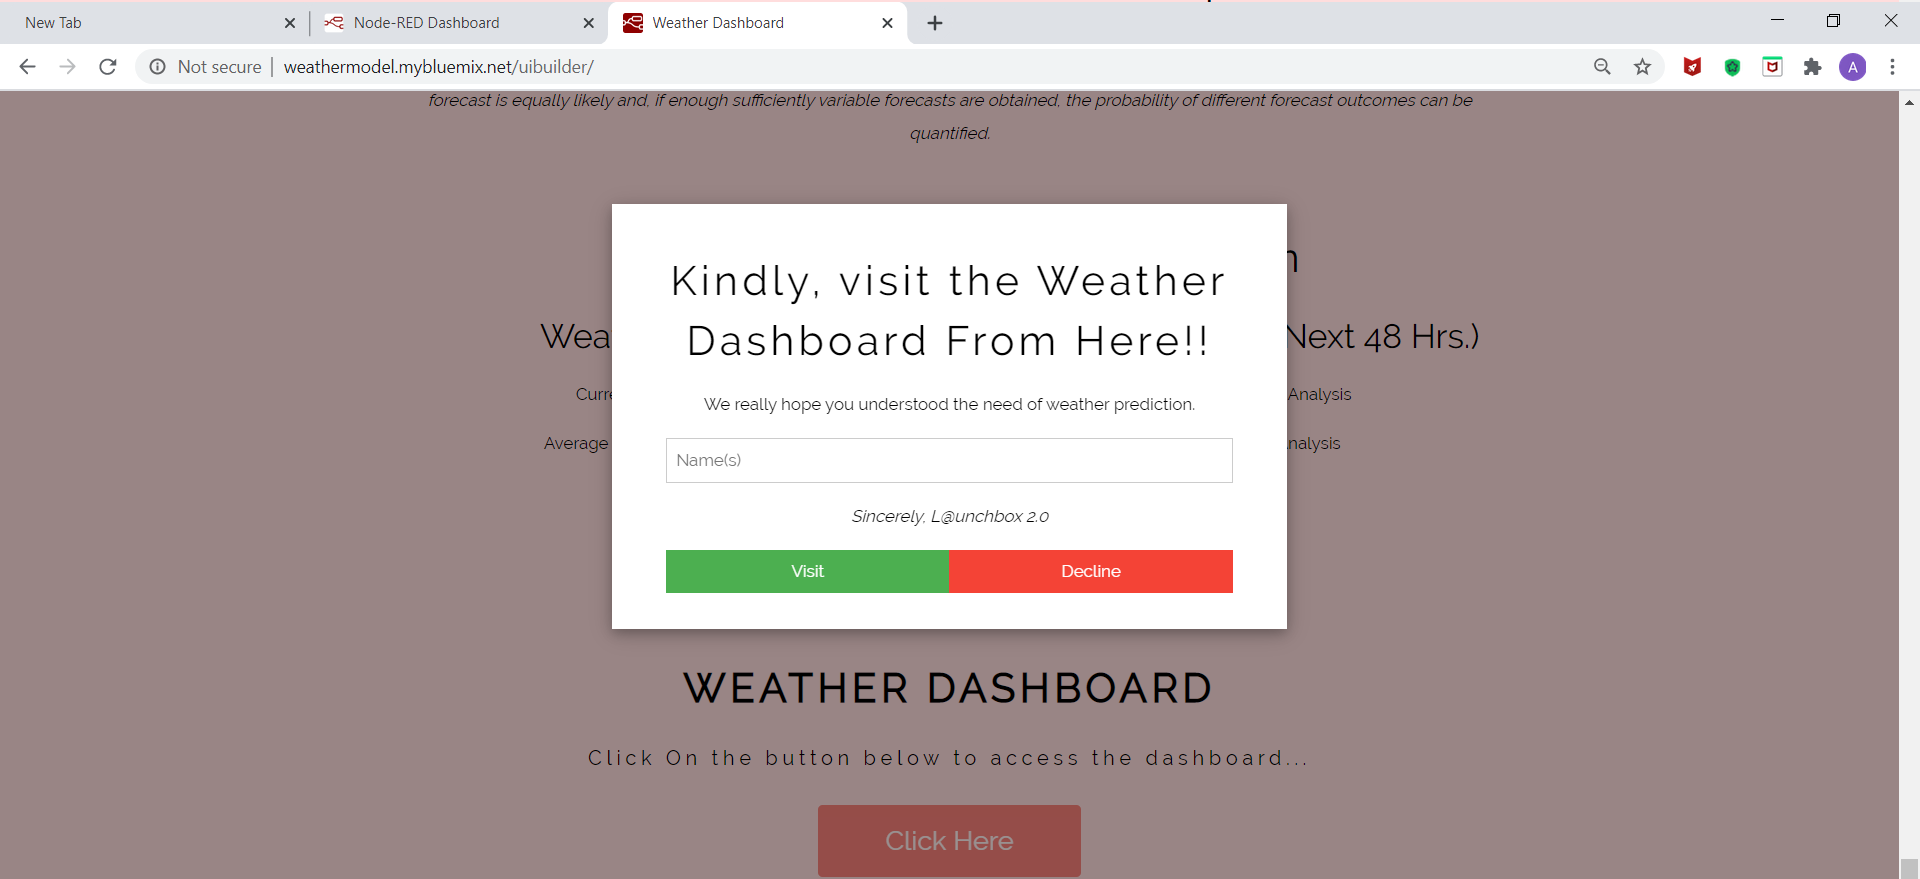 New Tab
Node-RED Dashboard
Weather Dashboard
Not secure
weathermodel.mybluemix.net/uibuilder/
A
forecast is equally likely and, if enough sufficiently variable forecasts are obtained, the probability of different forecast outcomes can be
quantified.
Kindly, visit the Weather
Dashboard From Here!!
Wea
Next 48 Hrs.)
Curre
Analysis
We really hope you understood the need of weather prediction.
Average
nalysis
Name(s)
Sincerely, L@unchbox 2.0
Visit
Decline
WEATHER DASHBOARD
Click On the button below to access the dashboard...
Click Here